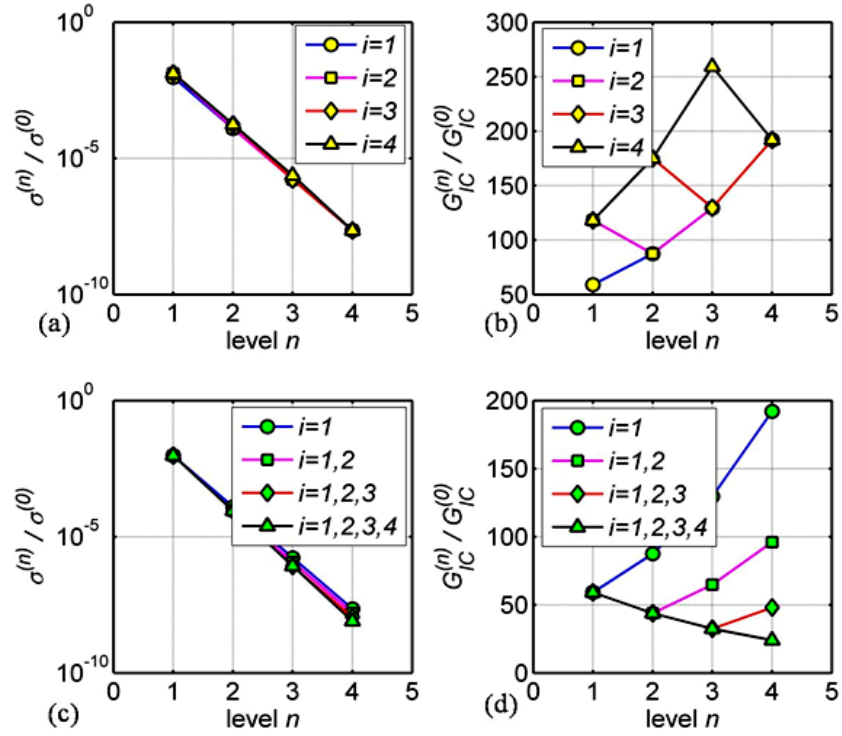 10^0
10^-5
10^-10
σ^(n) / σ^(0)
i=1
i=2
i=3
i=4
0 1 2 3 4 5
level n
(a)
300
250
200
150
100
50
G_IC^(n) / G_IC^(0)
i=1
i=2
i=3
i=4
0 1 2 3 4 5
level n
(b)
10^0
10^-5
10^-10
σ^(n) / σ^(0)
i=1
i=1,2
i=1,2,3
i=1,2,3,4
0 1 2 3 4 5
level n
(c)
200
150
100
50
0
G_IC^(n) / G_IC^(0)
i=1
i=1,2
i=1,2,3
i=1,2,3,4
0 1 2 3 4 5
level n
(d)